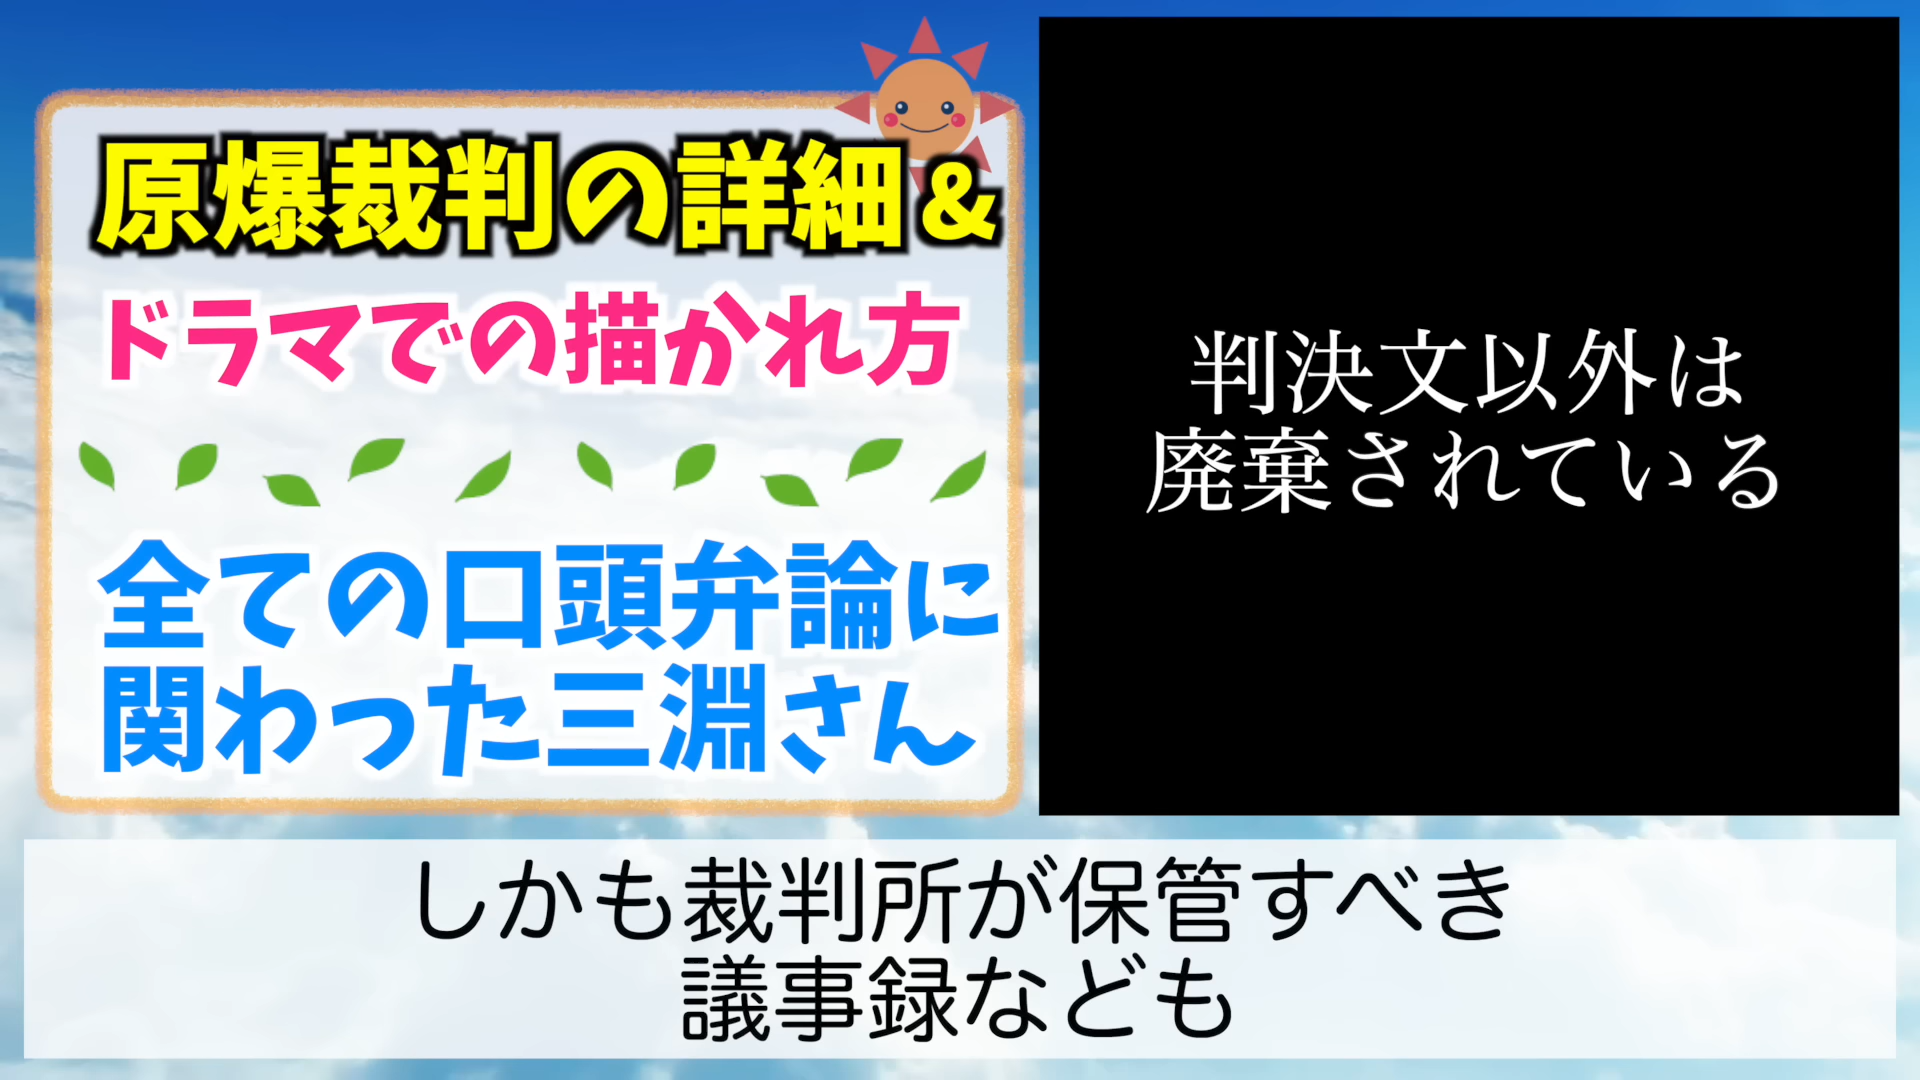 原爆裁判の詳細&
ドラマでの描かれ方
全ての口頭弁論に
関わった三淵さん
判決文以外は
廃棄されている
しかも裁判所が保管すべき
議事録なども